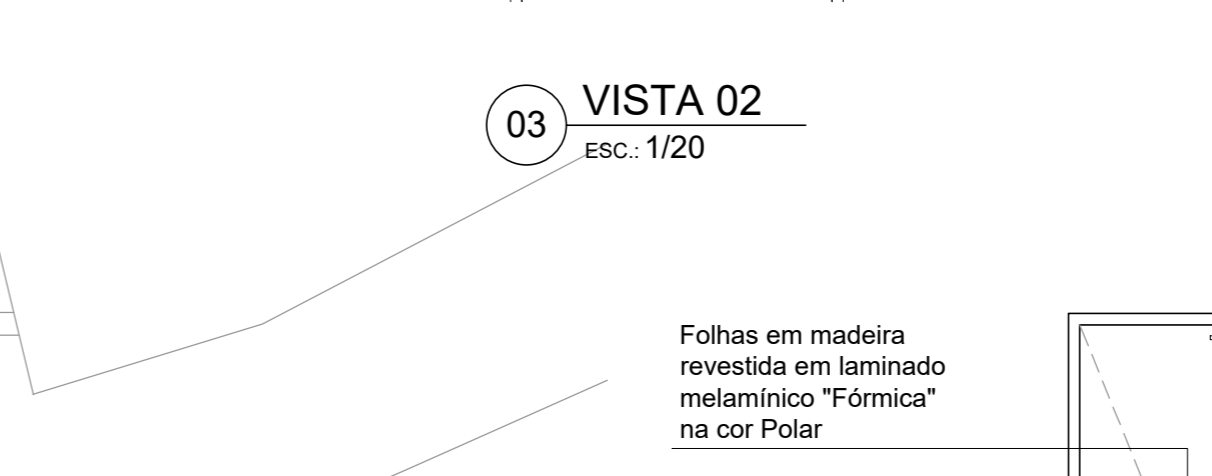 03
VISTA 02
ESC.: 1/20
Folhas em madeira
revestida em laminado
melamínico "Fórmica"
na cor Polar